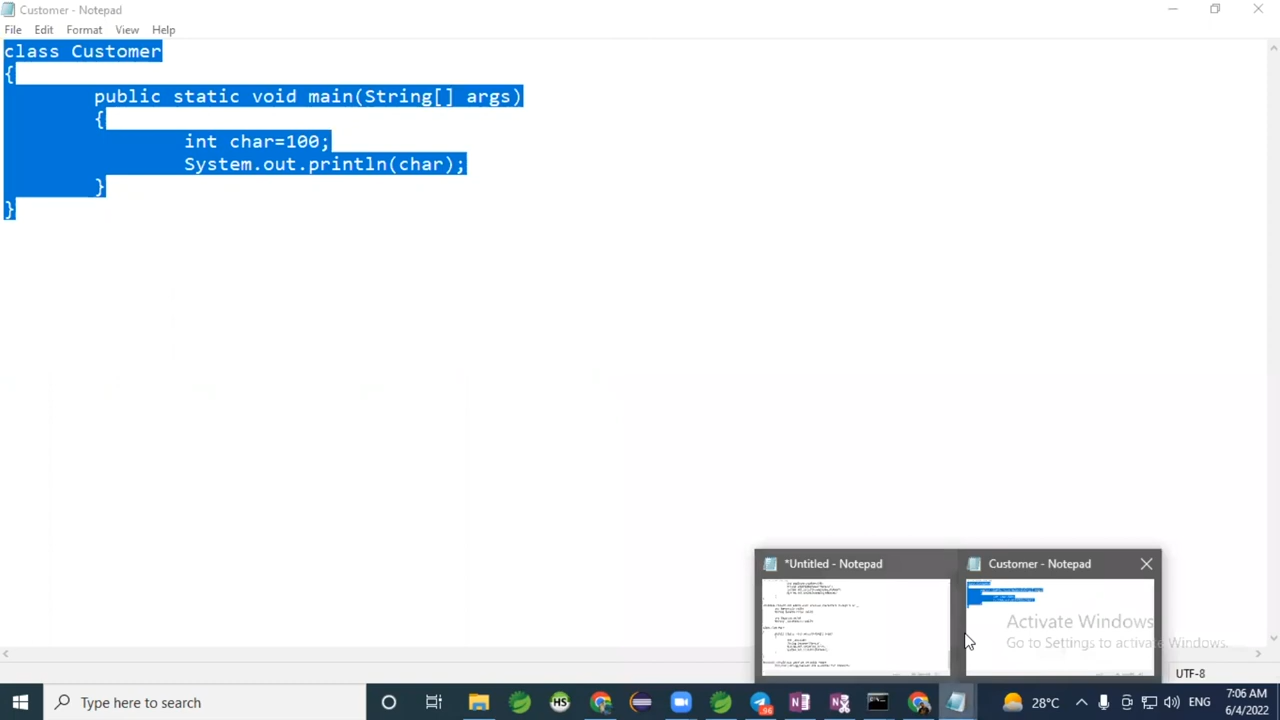 Customer - Notepad
File Edit Format View Help
class Customer
{
public static void main(String[] args)
{
int char=100;
System.out.println(char);
}
}
*Untitled - Notepad
Customer - Notepad
Activate Windows
Go to Settings to activate Windows.
UTF-8
Type here to search
HS
96
28°C
ENG
7:06 AM
6/4/2022